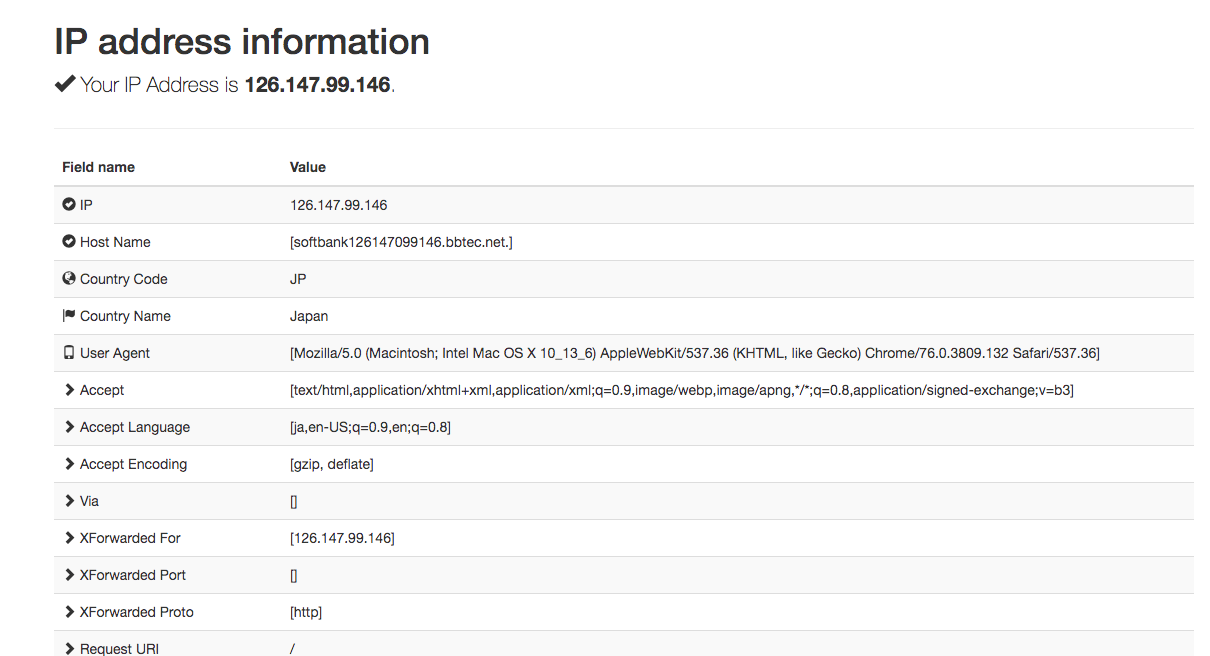 IP address information
Your IP Address is 126.147.99.146.
Field name Value
IP 126.147.99.146
Host Name [softbank126147099146.bbtec.net.]
Country Code JP
Country Name Japan
User Agent [Mozilla/5.0 (Macintosh; Intel Mac OS X 10_13_6) AppleWebKit/537.36 (KHTML, like Gecko) Chrome/76.0.3809.132 Safari/537.36]
Accept [text/html,application/xhtml+xml,application/xml;q=0.9,image/webp,image/apng,*/*;q=0.8,application/signed-exchange;v=b3]
Accept Language [ja,en-US;q=0.9,en;q=0.8]
Accept Encoding [gzip, deflate]
Via []
XForwarded For [126.147.99.146]
XForwarded Port []
XForwarded Proto [http]
Request URI /